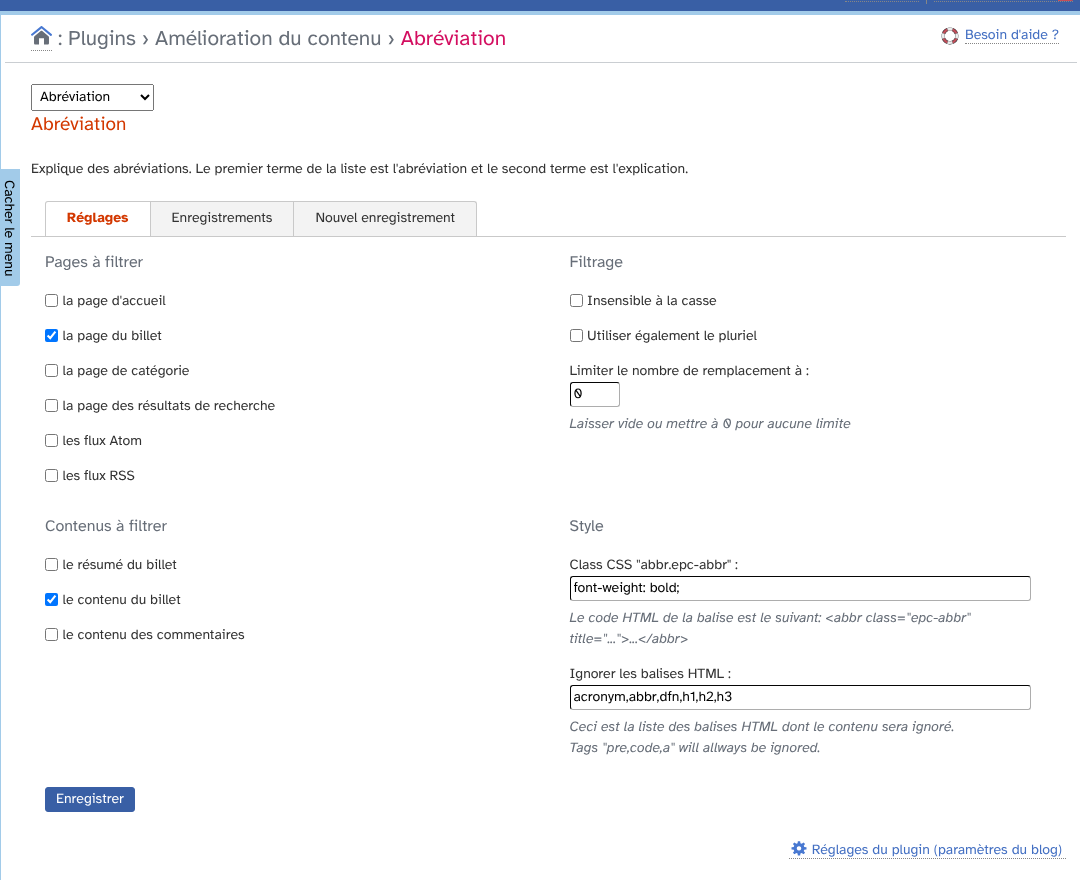 : Plugins › Amélioration du contenu › Abréviation
Besoin d'aide ?
Abréviation
Abréviation
Explique des abréviations. Le premier terme de la liste est l'abréviation et le second terme est l'explication.
Cacher le menu
Réglages
Enregistrements
Nouvel enregistrement
Pages à filtrer
la page d'accueil
la page du billet
la page de catégorie
la page des résultats de recherche
les flux Atom
les flux RSS
Filtrage
Insensible à la casse
Utiliser également le pluriel
Limiter le nombre de remplacement à :
0
Laisser vide ou mettre à 0 pour aucune limite
Contenus à filtrer
le résumé du billet
le contenu du billet
le contenu des commentaires
Style
Class CSS "abbr.epc-abbr" :
font-weight: bold;
Le code HTML de la balise est le suivant: <abbr class="epc-abbr"
title="...">...</abbr>
Ignorer les balises HTML :
acronym,abbr,dfn,h1,h2,h3
Ceci est la liste des balises HTML dont le contenu sera ignoré.
Tags "pre,code,a" will allways be ignored.
Enregistrer
Réglages du plugin (paramètres du blog)